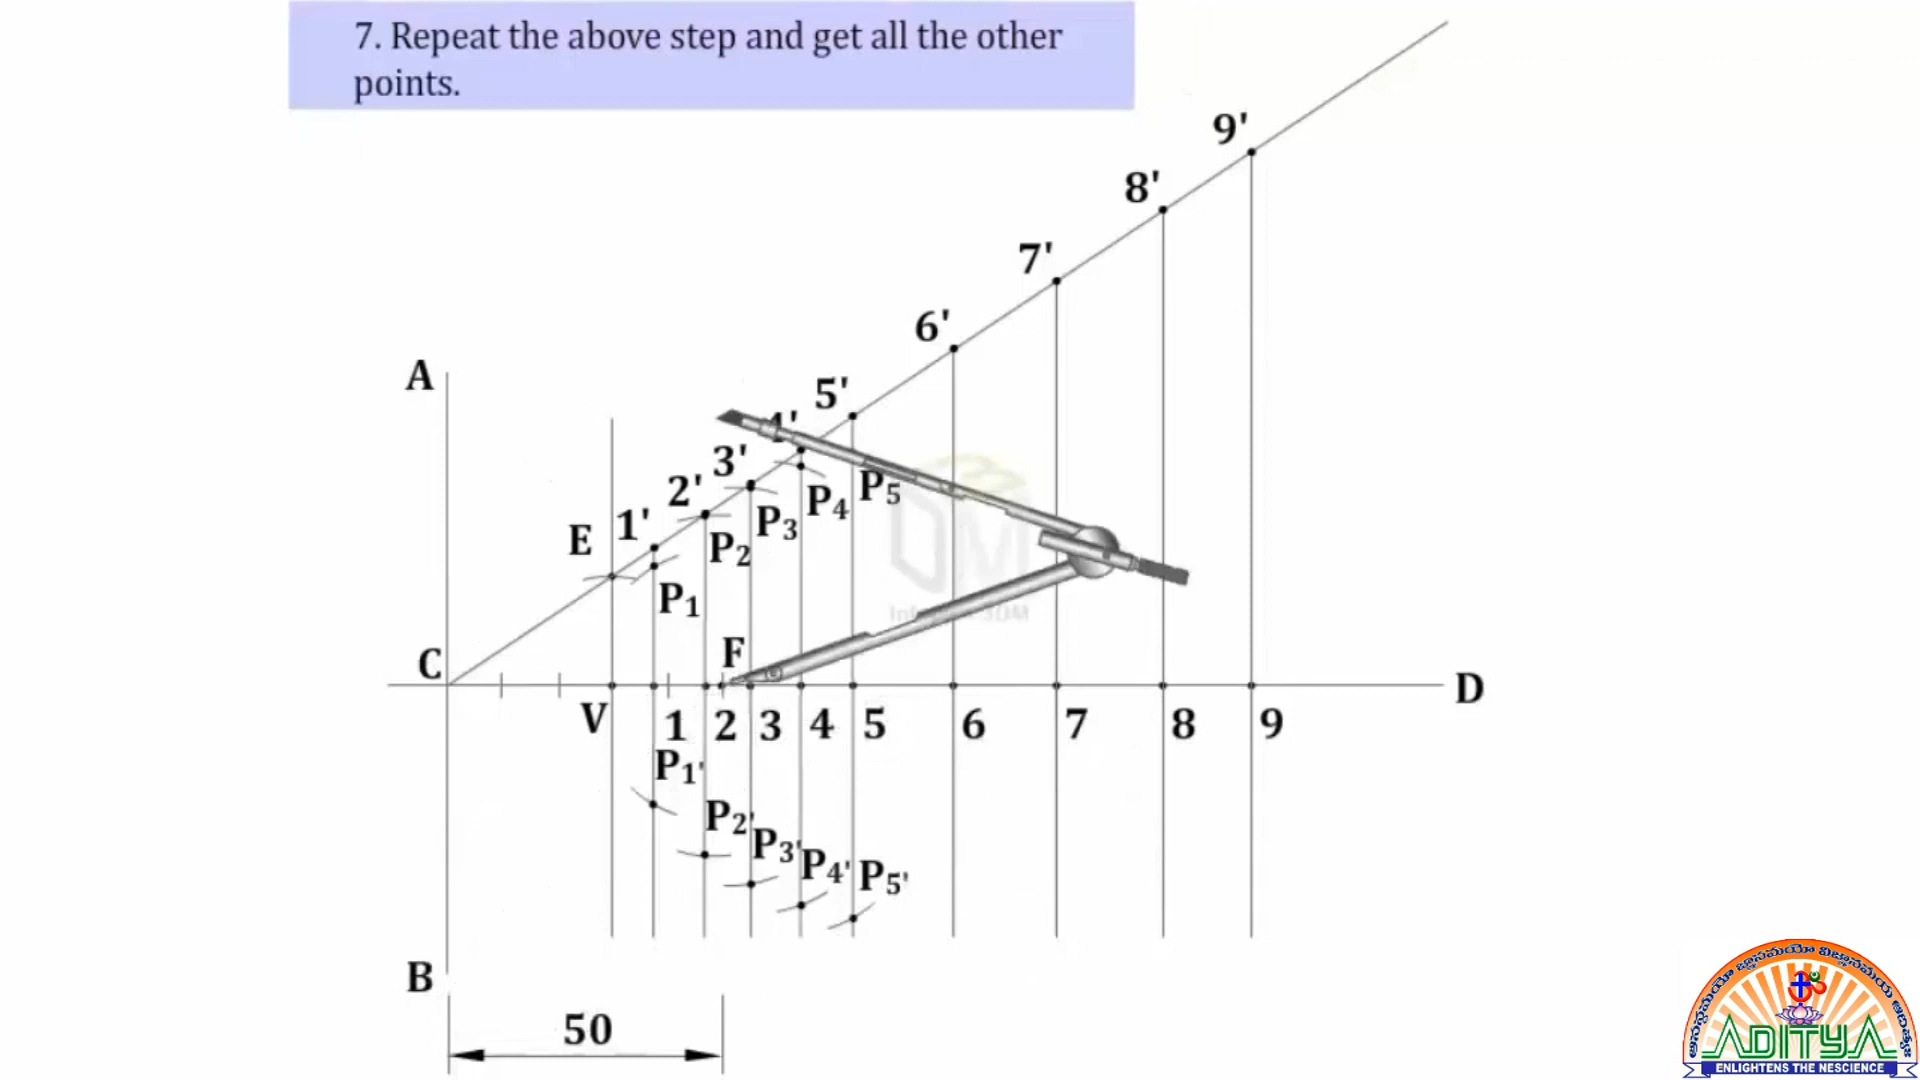 7. Repeat the above step and get all the other
points.
9'
8'
7'
6'
A
5'
4'
3'
2'
P5
P4
E
1'
P3
P2
P1
C
F
D
V
1 2 3 4 5 6 7 8 9
P1'
P2'
P3'
P4'
P5'
B
50
ADITYA
ENLIGHTENS THE NESCIENCE